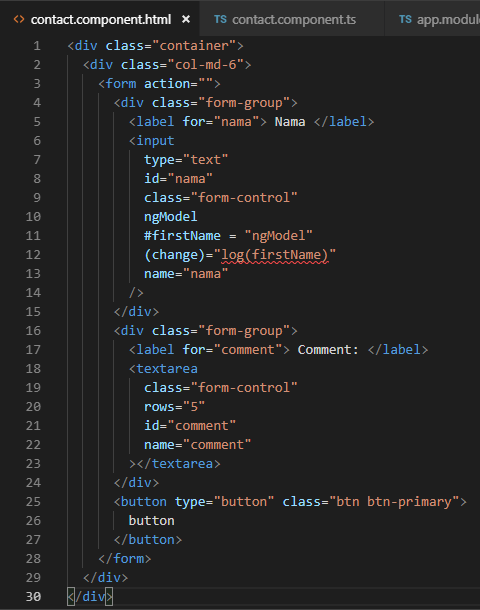 <> contact.component.html × TS contact.component.ts TS app.module
1 <div class="container">
2   <div class="col-md-6">
3     <form action="">
4       <div class="form-group">
5         <label for="nama"> Nama </label>
6         <input
7           type="text"
8           id="nama"
9           class="form-control"
10           ngModel
11           #firstName = "ngModel"
12           (change)="log(firstName)"
13           name="nama"
14         />
15       </div>
16       <div class="form-group">
17         <label for="comment"> Comment: </label>
18         <textarea
19           class="form-control"
20           rows="5"
21           id="comment"
22           name="comment"
23         ></textarea>
24       </div>
25       <button type="button" class="btn btn-primary">
26         button
27       </button>
28     </form>
29   </div>
30 </div>